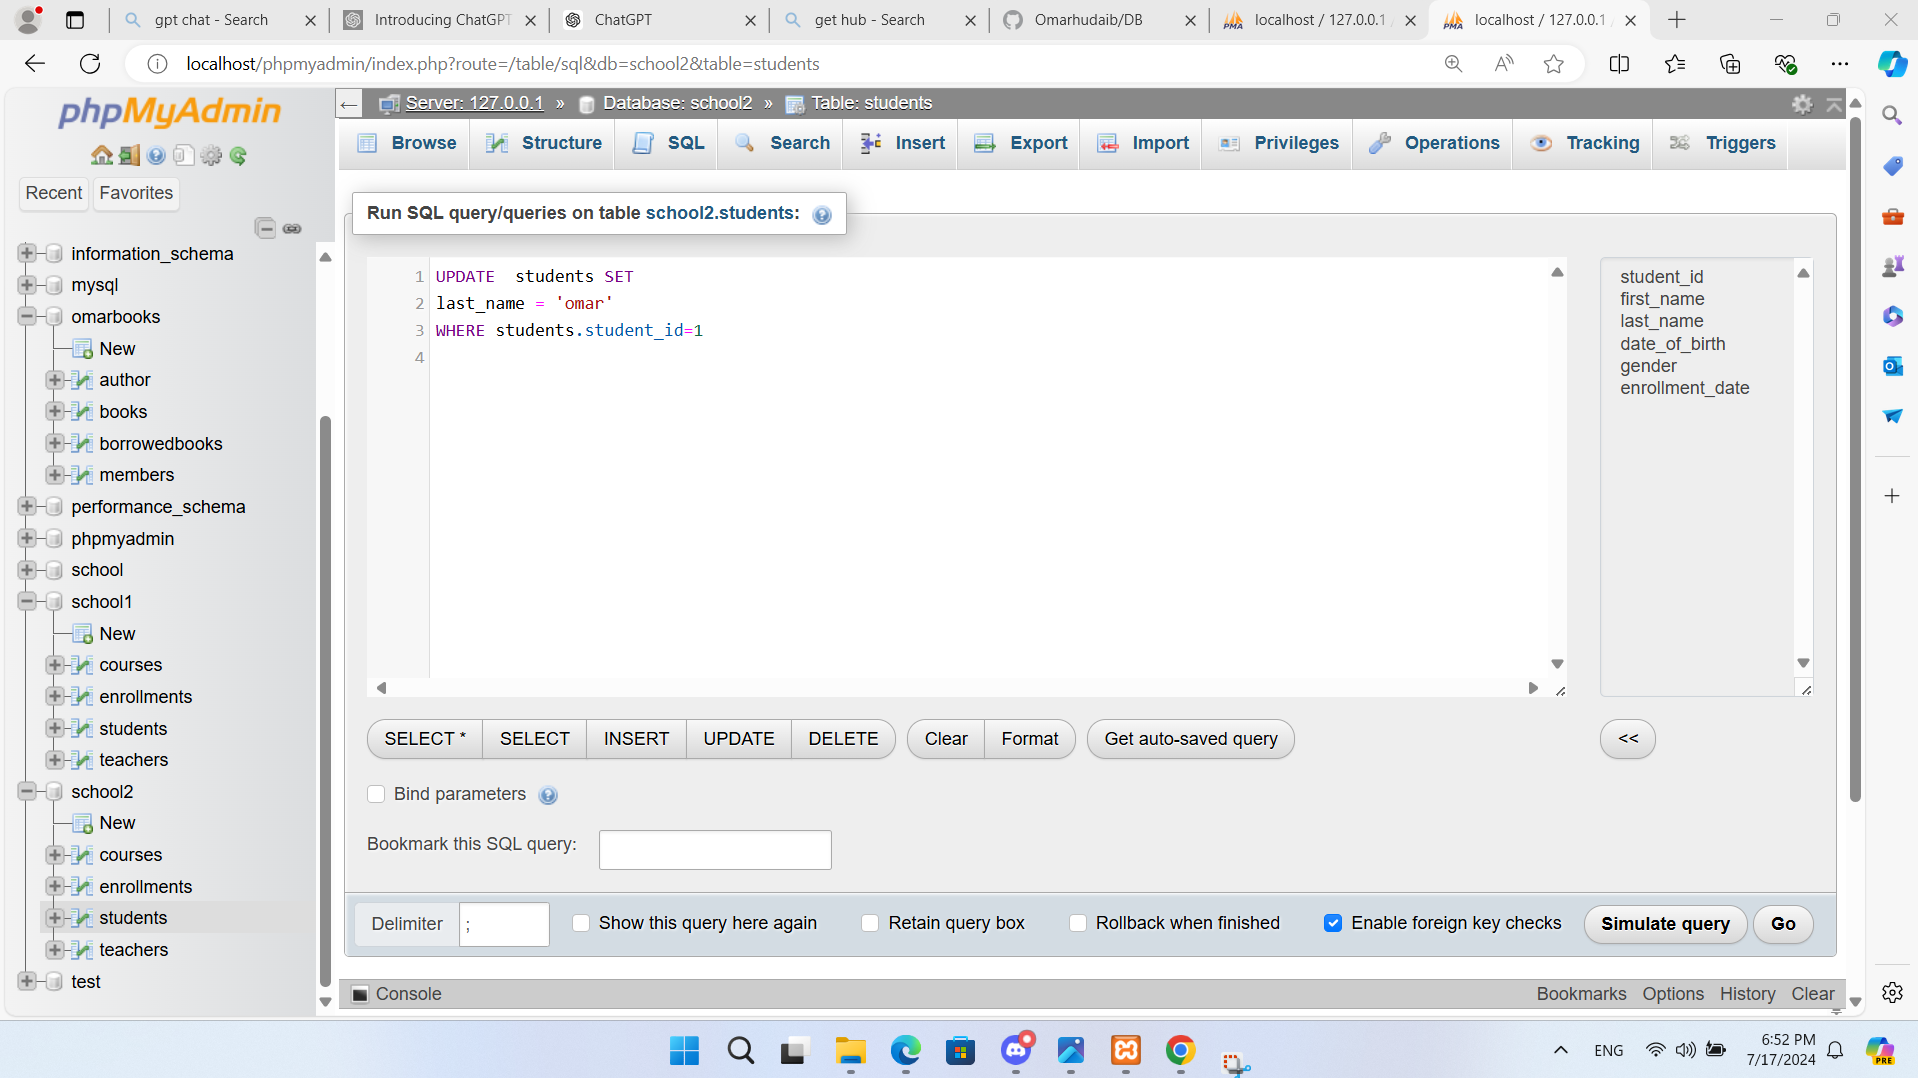 gpt chat - Search
Introducing ChatGPT
ChatGPT
get hub - Search
Omarhudaib/DB
localhost / 127.0.0.1
localhost / 127.0.0.1
localhost/phpmyadmin/index.php?route=/table/sql&db=school2&table=students
phpMyAdmin
Recent
Favorites
information_schema
mysql
omarbooks
New
author
books
borrowedbooks
members
performance_schema
phpmyadmin
school
school1
New
courses
enrollments
students
teachers
school2
New
courses
enrollments
students
teachers
test
Server: 127.0.0.1 » Database: school2 » Table: students
Browse
Structure
SQL
Search
Insert
Export
Import
Privileges
Operations
Tracking
Triggers
Run SQL query/queries on table school2.students:
1 UPDATE  students SET
2 last_name = 'omar'
3 WHERE students.student_id=1
4
student_id
first_name
last_name
date_of_birth
gender
enrollment_date
SELECT *
SELECT
INSERT
UPDATE
DELETE
Clear
Format
Get auto-saved query
<<
Bind parameters
Bookmark this SQL query:
Delimiter
;
Show this query here again
Retain query box
Rollback when finished
Enable foreign key checks
Simulate query
Go
Console
Bookmarks
Options
History
Clear
ENG
6:52 PM
7/17/2024
PRE